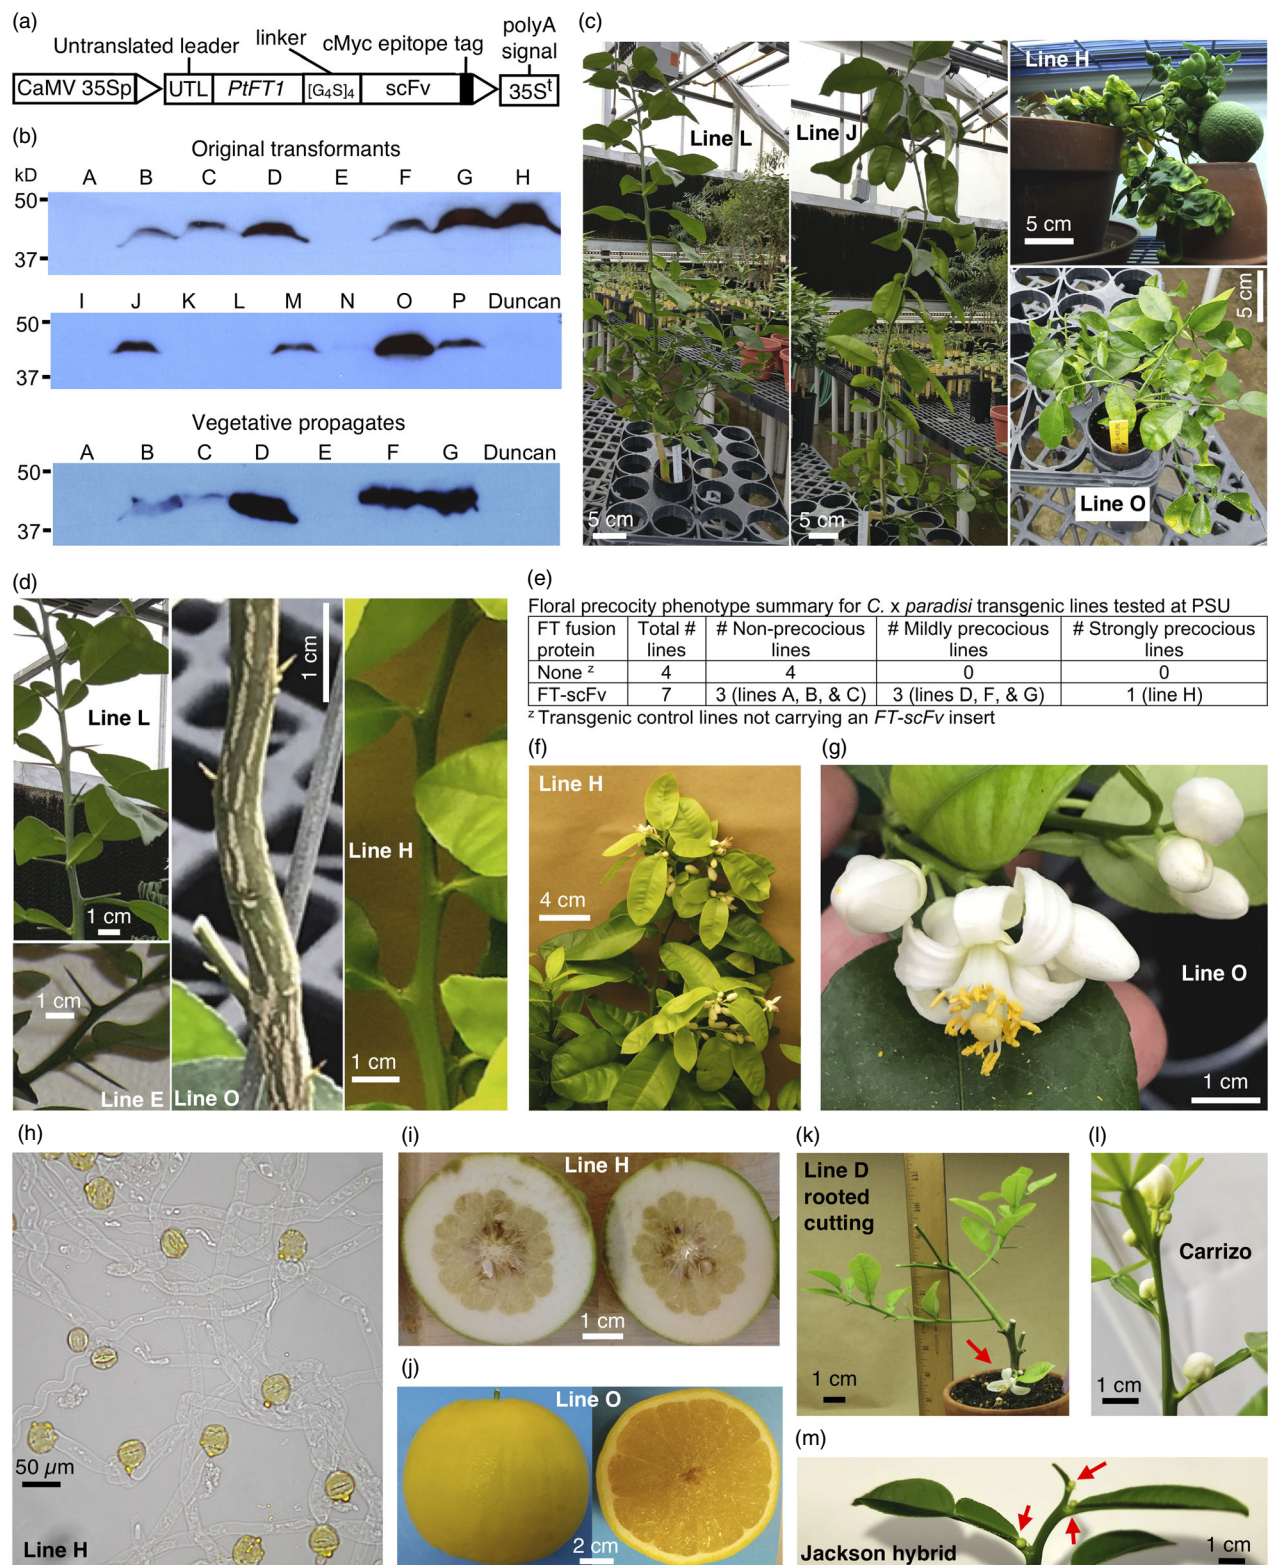 (a)
Untranslated leader
linker
cMyc epitope tag
polyA
signal
CaMV 35Sp
UTL
PtFT1
[G₄S]₄
scFv
35Sᵗ
(b)
Original transformants
kD
A B C D E F G H
50
37
I J K L M N O P Duncan
50
37
Vegetative propagates
A B C D E F G Duncan
50
37
(c)
Line L
5 cm
Line J
5 cm
Line H
5 cm
5 cm
Line O
(d)
Line L
1 cm
1 cm
Line E
1 cm
Line O
Line H
1 cm
(e)
Floral precocity phenotype summary for C. x paradisi transgenic lines tested at PSU
FT fusion protein | Total # lines | # Non-precocious lines | # Mildly precocious lines | # Strongly precocious lines
None ᶻ | 4 | 4 | 0 | 0
FT-scFv | 7 | 3 (lines A, B, & C) | 3 (lines D, F, & G) | 1 (line H)
ᶻ Transgenic control lines not carrying an FT-scFv insert
(f)
Line H
4 cm
(g)
Line O
1 cm
(h)
50 µm
Line H
(i)
Line H
1 cm
(j)
Line O
2 cm
(k)
Line D
rooted
cutting
1 cm
(l)
Carrizo
1 cm
(m)
Jackson hybrid
1 cm